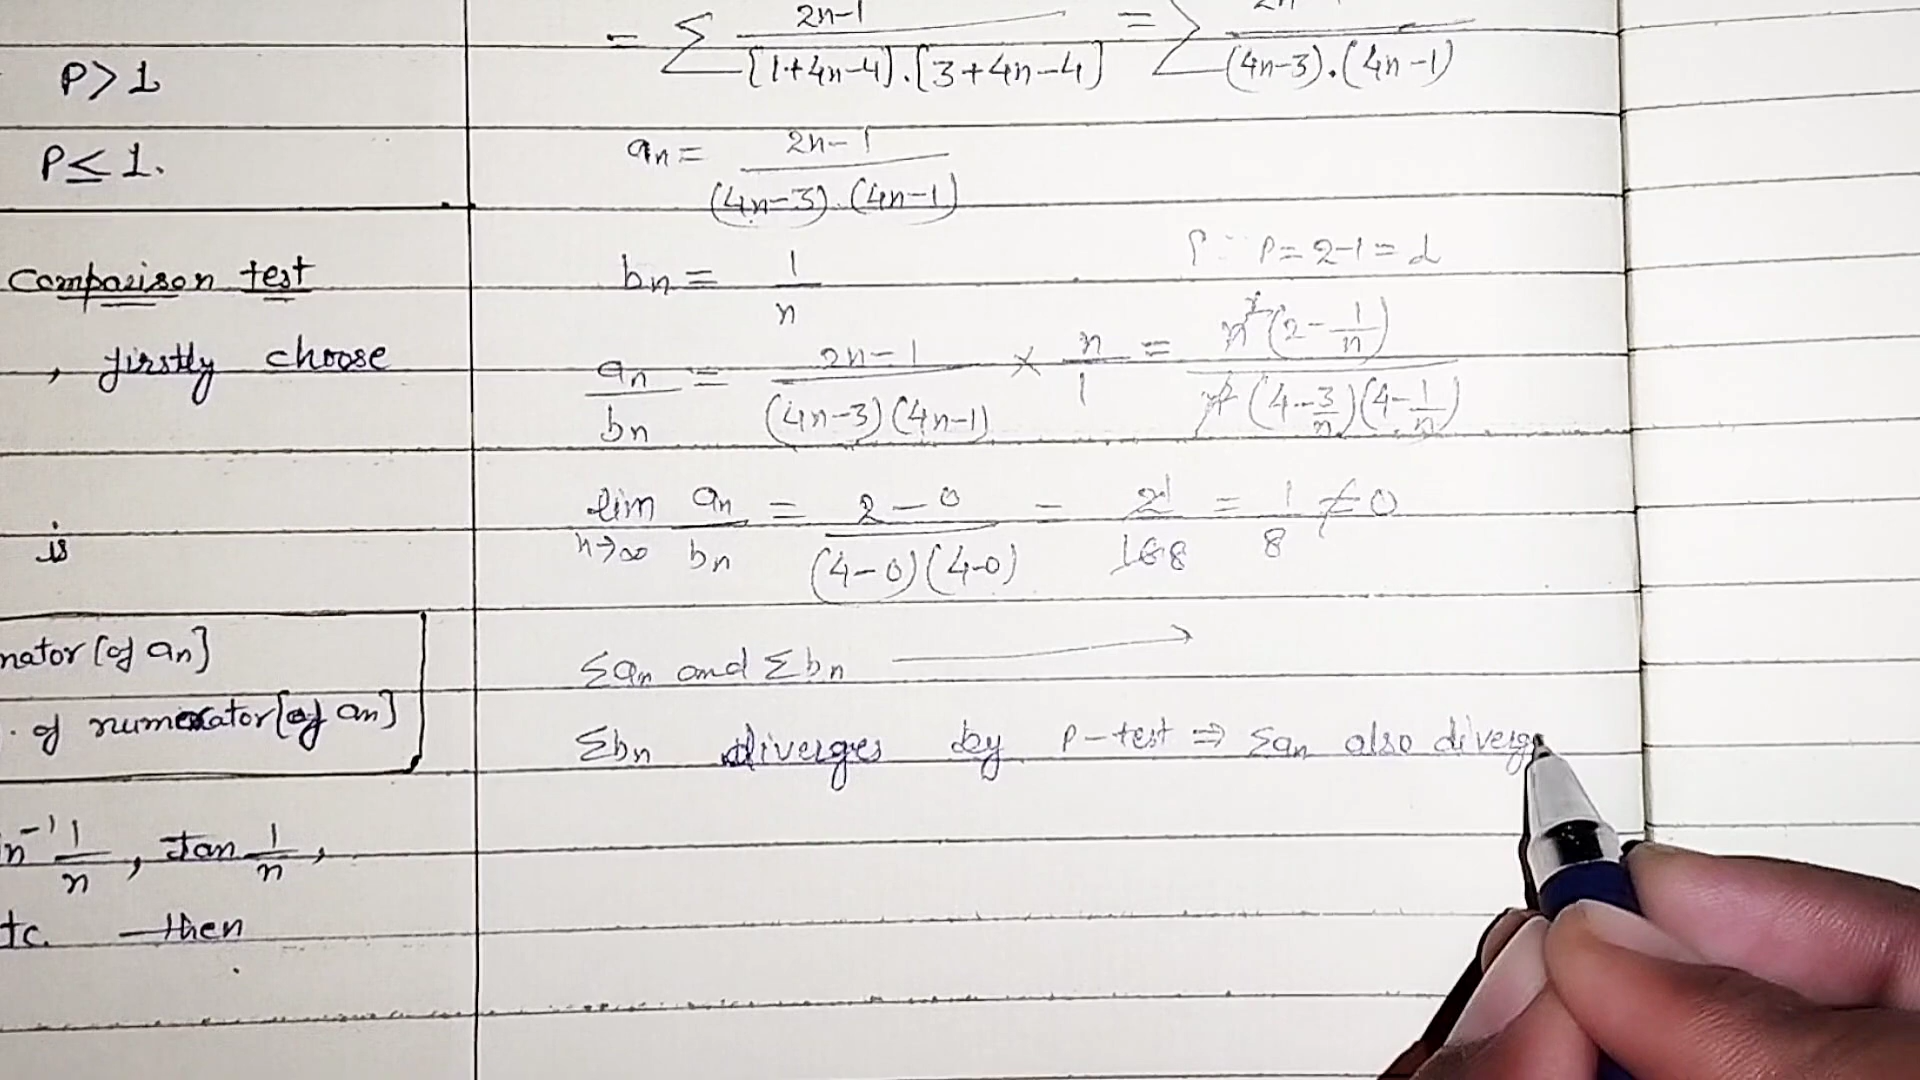 P>1
P≤1.
Comparison test
, firstly choose
is
nator [of an]
. of numerator [of an]
n⁻¹ 1/n , Tan 1/n ,
tc. then
= Σ 2n-1/[1+4n-4].[3+4n-4] = Σ 2n/(4n-3).(4n-1)
an = 2n-1/(4n-3).(4n-1)
bn = 1/n P = 2-1 = 1
an/bn = 2n-1/(4n-3)(4n-1) × n/1 = n²(2-1/n)/n²(4-3/n)(4-1/n)
lim n→∞ an/bn = 2-0/(4-0)(4-0) = 2 1/16 8 = 1/8 ≠ 0
Σan and Σbn →
Σbn diverges by P-test ⇒ Σan also diverg